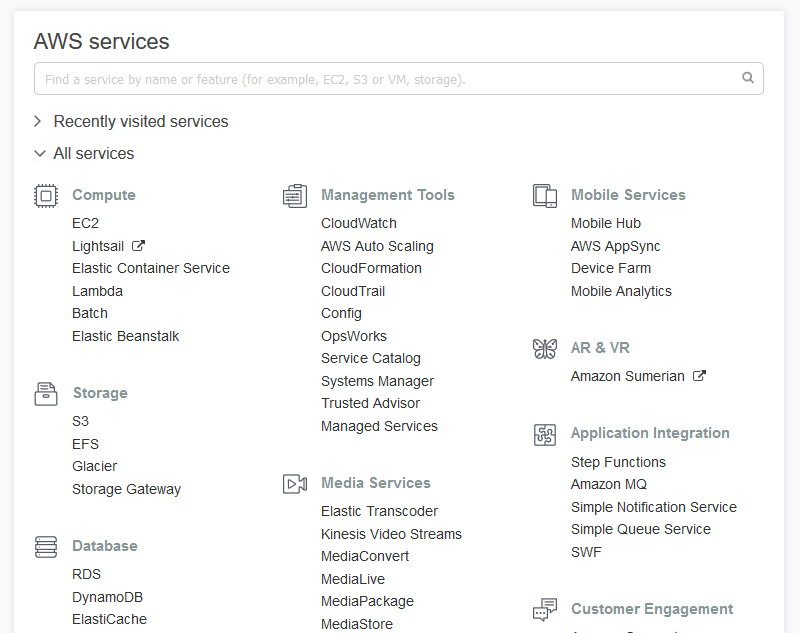 AWS services
Find a service by name or feature (for example, EC2, S3 or VM, storage).
Recently visited services
All services
Compute
EC2
Lightsail
Elastic Container Service
Lambda
Batch
Elastic Beanstalk
Storage
S3
EFS
Glacier
Storage Gateway
Database
RDS
DynamoDB
ElastiCache
Management Tools
CloudWatch
AWS Auto Scaling
CloudFormation
CloudTrail
Config
OpsWorks
Service Catalog
Systems Manager
Trusted Advisor
Managed Services
Media Services
Elastic Transcoder
Kinesis Video Streams
MediaConvert
MediaLive
MediaPackage
MediaStore
Mobile Services
Mobile Hub
AWS AppSync
Device Farm
Mobile Analytics
AR & VR
Amazon Sumerian
Application Integration
Step Functions
Amazon MQ
Simple Notification Service
Simple Queue Service
SWF
Customer Engagement